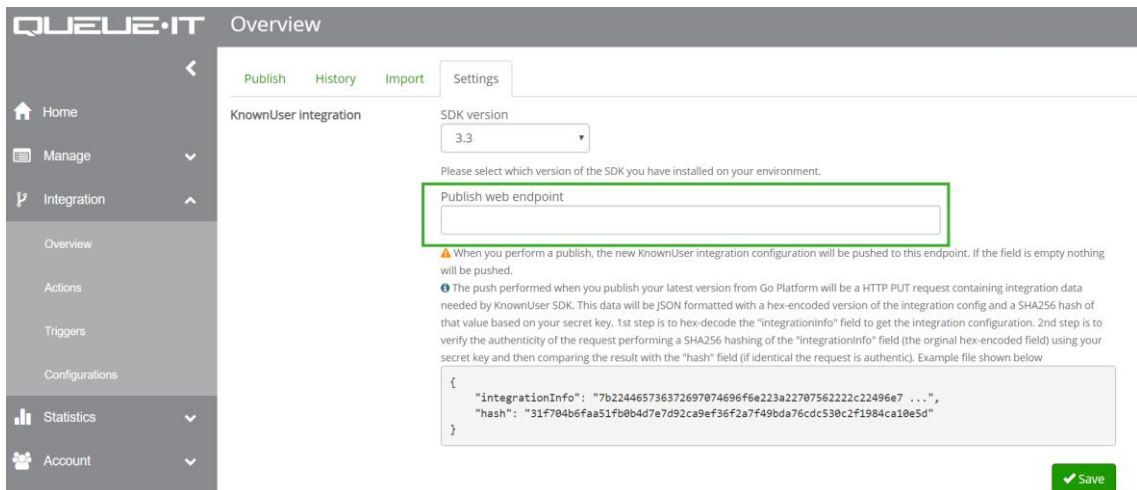 QUEUE-IT
Overview
Publish
History
Import
Settings
Home
Manage
Integration
Overview
Actions
Triggers
Configurations
Statistics
Account
KnownUser integration
SDK version
3.3
Please select which version of the SDK you have installed on your environment.
Publish web endpoint
When you perform a publish, the new KnownUser integration configuration will be pushed to this endpoint. If the field is empty nothing
will be pushed.
The push performed when you publish your latest version from Go Platform will be a HTTP PUT request containing integration data
needed by KnownUser SDK. This data will be JSON formatted with a hex-encoded version of the integration config and a SHA256 hash of
that value based on your secret key. 1st step is to hex-decode the "integrationInfo" field to get the integration configuration. 2nd step is to
verify the authenticity of the request performing a SHA256 hashing of the "integrationInfo" field (the orginal hex-encoded field) using your
secret key and then comparing the result with the "hash" field (if identical the request is authentic). Example file shown below
{
"integrationInfo": "7b224465736372697074696f6e223a22707562222c22496e7 ...",
"hash": "31f704b6faa51fb0b4d7e7d92ca9ef36f2a7f49bda76cdc530c2f1984ca10e5d"
}
Save